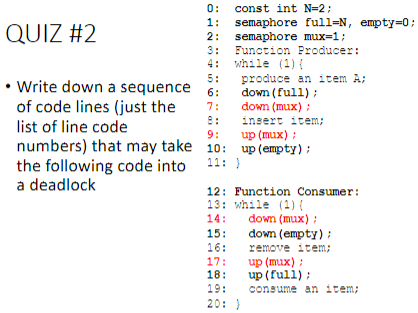 QUIZ #2
• Write down a sequence
of code lines (just the
list of line code
numbers) that may take
the following code into
a deadlock
0: const int N=2;
1: semaphore full=N, empty=0;
2: semaphore mux=1;
3: Function Producer:
4: while (1){
5: produce an item A;
6: down(full);
7: down(mux);
8: insert item;
9: up(mux);
10: up(empty);
11: }
12: Function Consumer:
13: while (1){
14: down(mux);
15: down(empty);
16: remove item;
17: up(mux);
18: up(full);
19: consume an item;
20: }